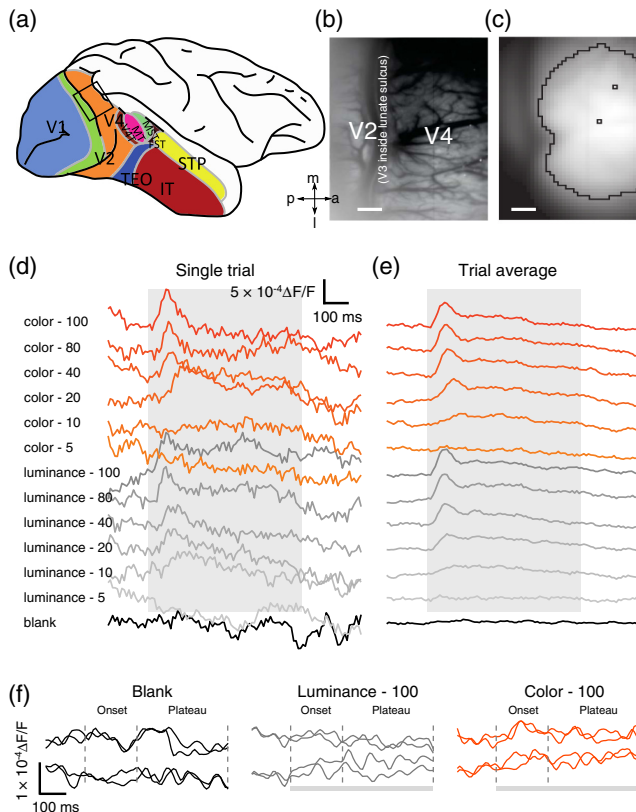 (a)
V1
V2
V4
V4t
MT
MST
FST
STP
TEO
IT
m
p
a
l
(b)
V2
(V3 inside lunate sulcus)
V4
(c)
(d)
Single trial
5 × 10⁻⁴ΔF/F
100 ms
color - 100
color - 80
color - 40
color - 20
color - 10
color - 5
luminance - 100
luminance - 80
luminance - 40
luminance - 20
luminance - 10
luminance - 5
blank
(e)
Trial average
(f)
Blank
Onset
Plateau
Luminance - 100
Onset
Plateau
Color - 100
Onset
Plateau
1 × 10⁻⁴ΔF/F
100 ms